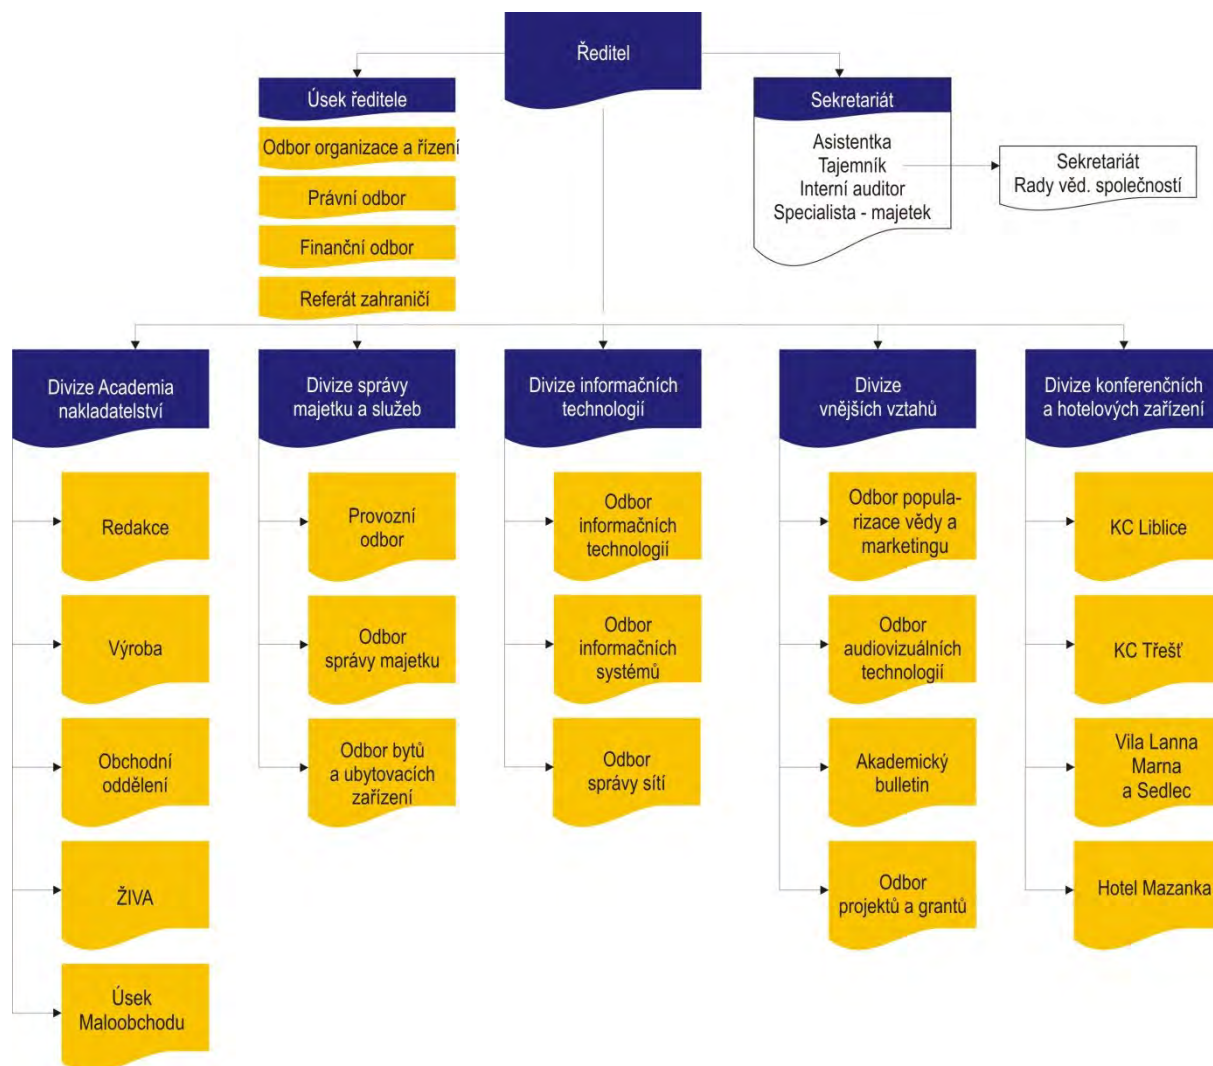 Ředitel
Úsek ředitele
Odbor organizace a řízení
Právní odbor
Finanční odbor
Referát zahraničí
Sekretariát
Asistentka
Tajemník
Interní auditor
Specialista - majetek
Sekretariát
Rady věd. společností
Divize Academia
nakladatelství
Redakce
Výroba
Obchodní
oddělení
ŽIVA
Úsek
Maloobchodu
Divize správy
majetku a služeb
Provozní
odbor
Odbor
správy majetku
Odbor bytů
a ubytovacích
zařízení
Divize informačních
technologií
Odbor
informačních
technologií
Odbor
informačních
systémů
Odbor
správy sítí
Divize
vnějších vztahů
Odbor popula-
rizace vědy a
marketingu
Odbor
audiovizuálních
technologií
Akademický
bulletin
Odbor
projektů a grantů
Divize konferenčních
a hotelových zařízení
KC Liblice
KC Třešť
Vila Lanna
Marna
a Sedlec
Hotel Mazanka